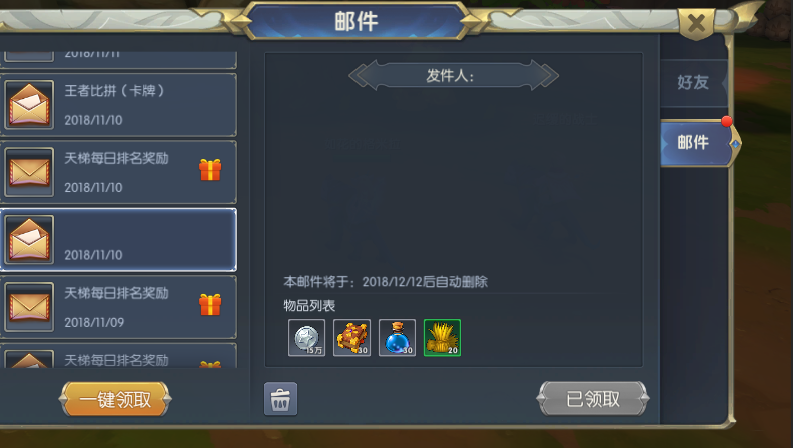 邮件
2018/11/11
王者比拼（卡牌）
2018/11/10
天梯每日排名奖励
2018/11/10
2018/11/10
天梯每日排名奖励
2018/11/09
天梯每日排名奖励
一键领取
发件人：
本邮件将于：2018/12/12后自动删除
物品列表
15万
30
30
20
已领取
好友
邮件